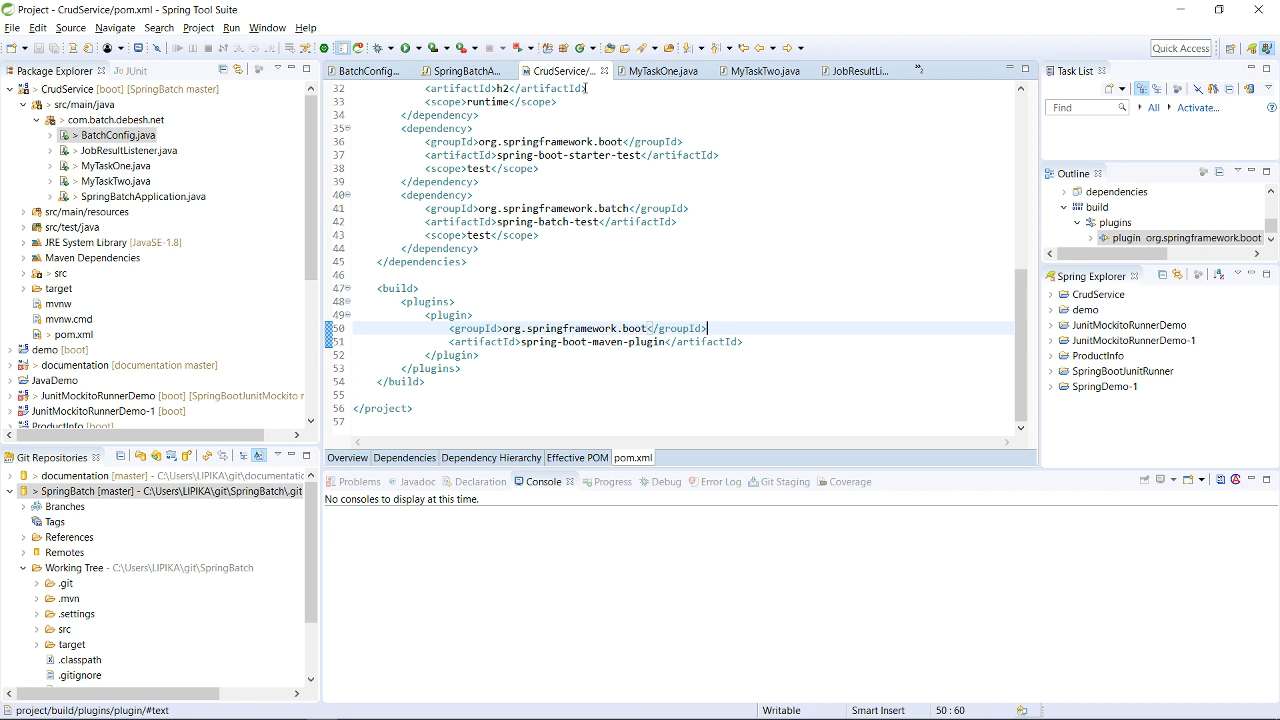 Project - CrudService/pom.xml - Spring Tool Suite
File Edit Source Navigate Search Project Run Window Help
Quick Access
Package Explorer JUnit
CrudService [boot] [SpringBatch master]
src/main/java
com.batch.debesh.net
> BatchConfig.java
> JobResultListener.java
> MyTaskOne.java
> MyTaskTwo.java
> SpringBatchApplication.java
src/main/resources
src/test/java
JRE System Library [JavaSE-1.8]
Maven Dependencies
> src
target
mvnw
mvnw.cmd
> pom.xml
demo [boot]
> documentation [documentation master]
JavaDemo
> JunitMockitoRunnerDemo [boot] [SpringBootJunitMockito r
JunitMockitoRunnerDemo-1 [boot]
ProductInfo [boot]
Git Repositories
> documentation [master] - C:\Users\LIPIKA\git\documentatic
> SpringBatch [master] - C:\Users\LIPIKA\git\SpringBatch\.git
Branches
Tags
References
Remotes
Working Tree - C:\Users\LIPIKA\git\SpringBatch
.git
.mvn
.settings
src
target
.classpath
.gitignore
BatchConfig... SpringBatchA... CrudService/... MyTaskOne.java MyTaskTwo.java JobResultLi... »2
32 <artifactId>h2</artifactId>
33 <scope>runtime</scope>
34 </dependency>
35 <dependency>
36 <groupId>org.springframework.boot</groupId>
37 <artifactId>spring-boot-starter-test</artifactId>
38 <scope>test</scope>
39 </dependency>
40 <dependency>
41 <groupId>org.springframework.batch</groupId>
42 <artifactId>spring-batch-test</artifactId>
43 <scope>test</scope>
44 </dependency>
45 </dependencies>
46
47 <build>
48 <plugins>
49 <plugin>
50 <groupId>org.springframework.boot</groupId>
51 <artifactId>spring-boot-maven-plugin</artifactId>
52 </plugin>
53 </plugins>
54 </build>
55
56 </project>
57
Overview Dependencies Dependency Hierarchy Effective POM pom.xml
Problems Javadoc Declaration Console Progress Debug Error Log Git Staging Coverage
No consoles to display at this time.
Task List
Find All Activate...
Outline
dependencies
build
plugins
plugin org.springframework.boot
Spring Explorer
CrudService
demo
JunitMockitoRunnerDemo
JunitMockitoRunnerDemo-1
ProductInfo
SpringBootJunitRunner
SpringDemo-1
project/build/plugins/plugin/#text Writable Smart Insert 50 : 60